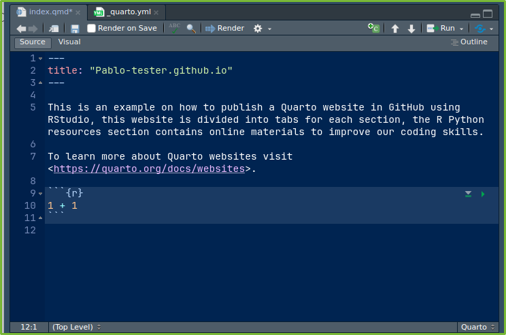 index.qmd* × _quarto.yml ×
Render on Save Render Run
Source Visual Outline
1 ---
2 title: "Pablo-tester.github.io"
3 ---
4
5 This is an example on how to publish a Quarto website in GitHub using
RStudio, this website is divided into tabs for each section, the R Python
resources section contains online materials to improve our coding skills.
6
7 To learn more about Quarto websites visit
<https://quarto.org/docs/websites>.
8
9 ```{r}
10 1 + 1
11 ```
12
12:1 (Top Level) Quarto